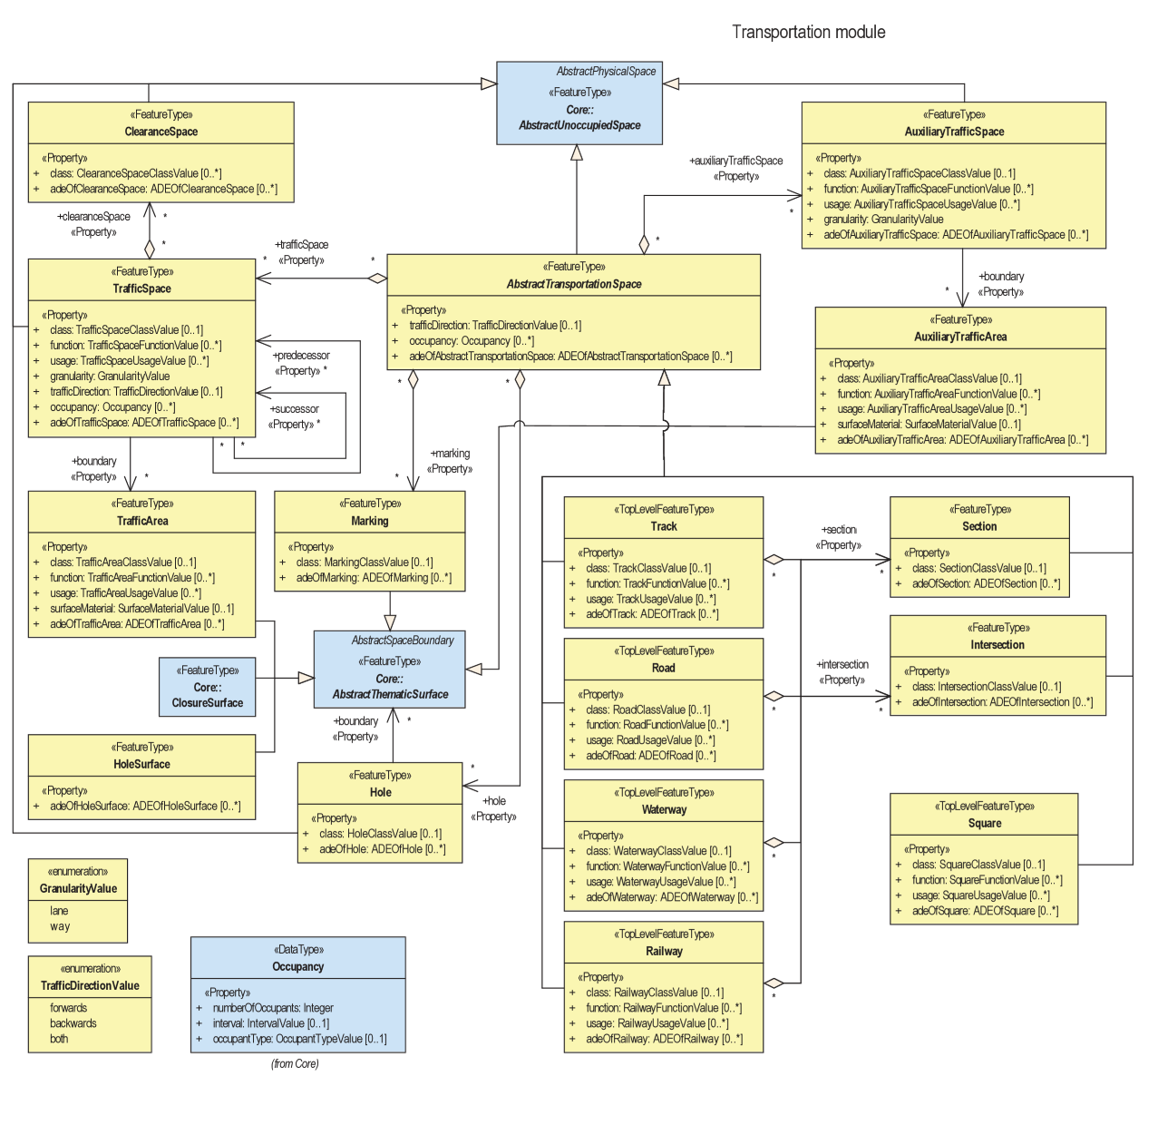 Transportation module
AbstractPhysicalSpace
«FeatureType»
Core::
AbstractUnoccupiedSpace
«FeatureType»
ClearanceSpace
«Property»
+ class: ClearanceSpaceClassValue [0..*]
+ adeOfClearanceSpace: ADEOfClearanceSpace [0..*]
«FeatureType»
AuxiliaryTrafficSpace
«Property»
+ class: AuxiliaryTrafficSpaceClassValue [0..1]
+ function: AuxiliaryTrafficSpaceFunctionValue [0..*]
+ usage: AuxiliaryTrafficSpaceUsageValue [0..*]
+ granularity: GranularityValue
+ adeOfAuxiliaryTrafficSpace: ADEOfAuxiliaryTrafficSpace [0..*]
+auxiliaryTrafficSpace
«Property»
*
*
+clearanceSpace
«Property»
*
*
+trafficSpace
«Property»
*
*
«FeatureType»
TrafficSpace
«Property»
+ class: TrafficSpaceClassValue [0..1]
+ function: TrafficSpaceFunctionValue [0..*]
+ usage: TrafficSpaceUsageValue [0..*]
+ granularity: GranularityValue
+ trafficDirection: TrafficDirectionValue [0..1]
+ occupancy: Occupancy [0..*]
+ adeOfTrafficSpace: ADEOfTrafficSpace [0..*]
«FeatureType»
AbstractTransportationSpace
«Property»
+ trafficDirection: TrafficDirectionValue [0..1]
+ occupancy: Occupancy [0..*]
+ adeOfAbstractTransportationSpace: ADEOfAbstractTransportationSpace [0..*]
+boundary
«Property»
*
«FeatureType»
AuxiliaryTrafficArea
«Property»
+ class: AuxiliaryTrafficAreaClassValue [0..1]
+ function: AuxiliaryTrafficAreaFunctionValue [0..*]
+ usage: AuxiliaryTrafficAreaUsageValue [0..*]
+ surfaceMaterial: SurfaceMaterialValue [0..1]
+ adeOfAuxiliaryTrafficArea: ADEOfAuxiliaryTrafficArea [0..*]
+predecessor
«Property» *
+successor
«Property» *
* *
+boundary
«Property»
*
* *
+marking
«Property»
*
«FeatureType»
TrafficArea
«Property»
+ class: TrafficAreaClassValue [0..1]
+ function: TrafficAreaFunctionValue [0..*]
+ usage: TrafficAreaUsageValue [0..*]
+ surfaceMaterial: SurfaceMaterialValue [0..1]
+ adeOfTrafficArea: ADEOfTrafficArea [0..*]
«FeatureType»
Marking
«Property»
+ class: MarkingClassValue [0..1]
+ adeOfMarking: ADEOfMarking [0..*]
«TopLevelFeatureType»
Track
«Property»
+ class: TrackClassValue [0..1]
+ function: TrackFunctionValue [0..*]
+ usage: TrackUsageValue [0..*]
+ adeOfTrack: ADEOfTrack [0..*]
+section
«Property»
*
*
«FeatureType»
Section
«Property»
+ class: SectionClassValue [0..1]
+ adeOfSection: ADEOfSection [0..*]
AbstractSpaceBoundary
«FeatureType»
Core::
AbstractThematicSurface
«FeatureType»
Core::
ClosureSurface
«TopLevelFeatureType»
Road
«Property»
+ class: RoadClassValue [0..1]
+ function: RoadFunctionValue [0..*]
+ usage: RoadUsageValue [0..*]
+ adeOfRoad: ADEOfRoad [0..*]
+intersection
«Property»
*
*
«FeatureType»
Intersection
«Property»
+ class: IntersectionClassValue [0..1]
+ adeOfIntersection: ADEOfIntersection [0..*]
+boundary
«Property»
*
«FeatureType»
HoleSurface
«Property»
+ adeOfHoleSurface: ADEOfHoleSurface [0..*]
«FeatureType»
Hole
«Property»
+ class: HoleClassValue [0..1]
+ adeOfHole: ADEOfHole [0..*]
*
+hole
«Property»
«TopLevelFeatureType»
Waterway
«Property»
+ class: WaterwayClassValue [0..1]
+ function: WaterwayFunctionValue [0..*]
+ usage: WaterwayUsageValue [0..*]
+ adeOfWaterway: ADEOfWaterway [0..*]
*
«TopLevelFeatureType»
Square
«Property»
+ class: SquareClassValue [0..1]
+ function: SquareFunctionValue [0..*]
+ usage: SquareUsageValue [0..*]
+ adeOfSquare: ADEOfSquare [0..*]
«enumeration»
GranularityValue
lane
way
«enumeration»
TrafficDirectionValue
forwards
backwards
both
«DataType»
Occupancy
«Property»
+ numberOfOccupants: Integer
+ interval: IntervalValue [0..1]
+ occupantType: OccupantTypeValue [0..1]
(from Core)
«TopLevelFeatureType»
Railway
«Property»
+ class: RailwayClassValue [0..1]
+ function: RailwayFunctionValue [0..*]
+ usage: RailwayUsageValue [0..*]
+ adeOfRailway: ADEOfRailway [0..*]
*